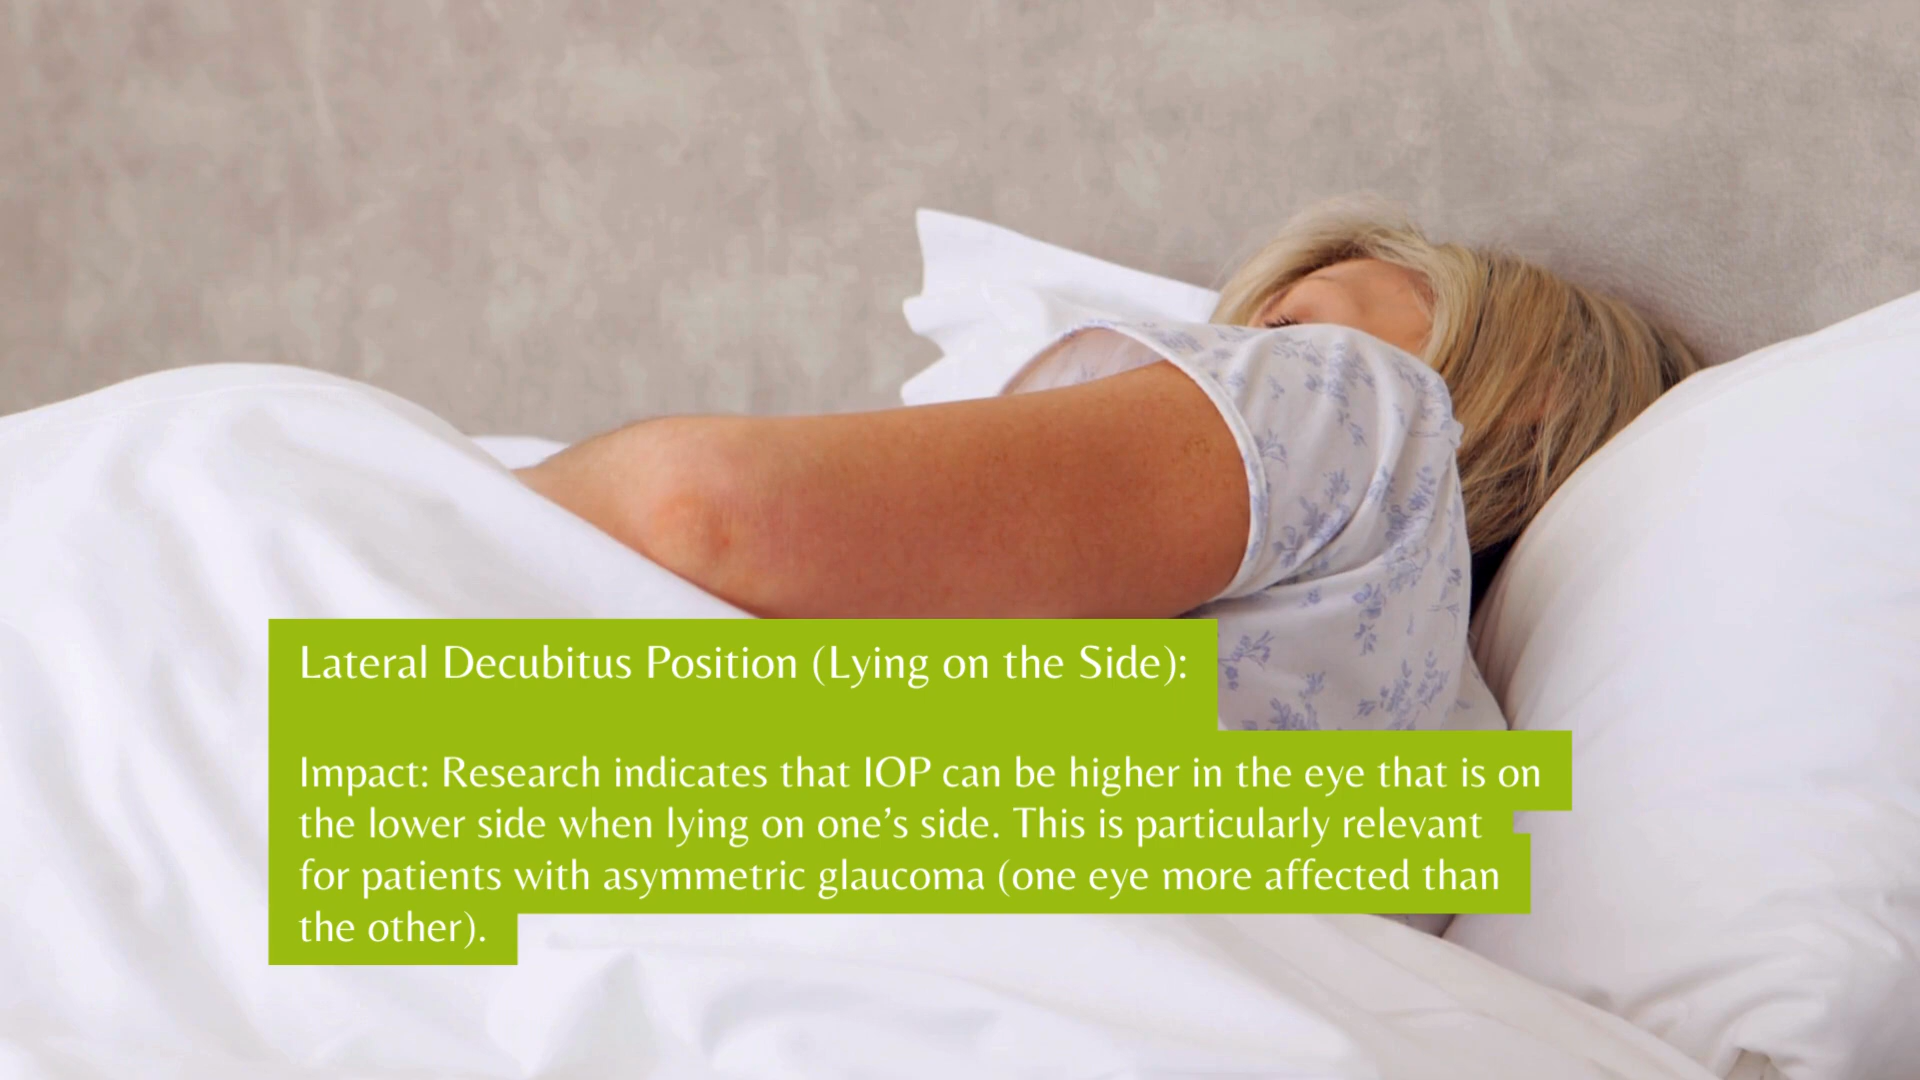 Lateral Decubitus Position (Lying on the Side):
Impact: Research indicates that IOP can be higher in the eye that is on
the lower side when lying on one’s side. This is particularly relevant
for patients with asymmetric glaucoma (one eye more affected than
the other).